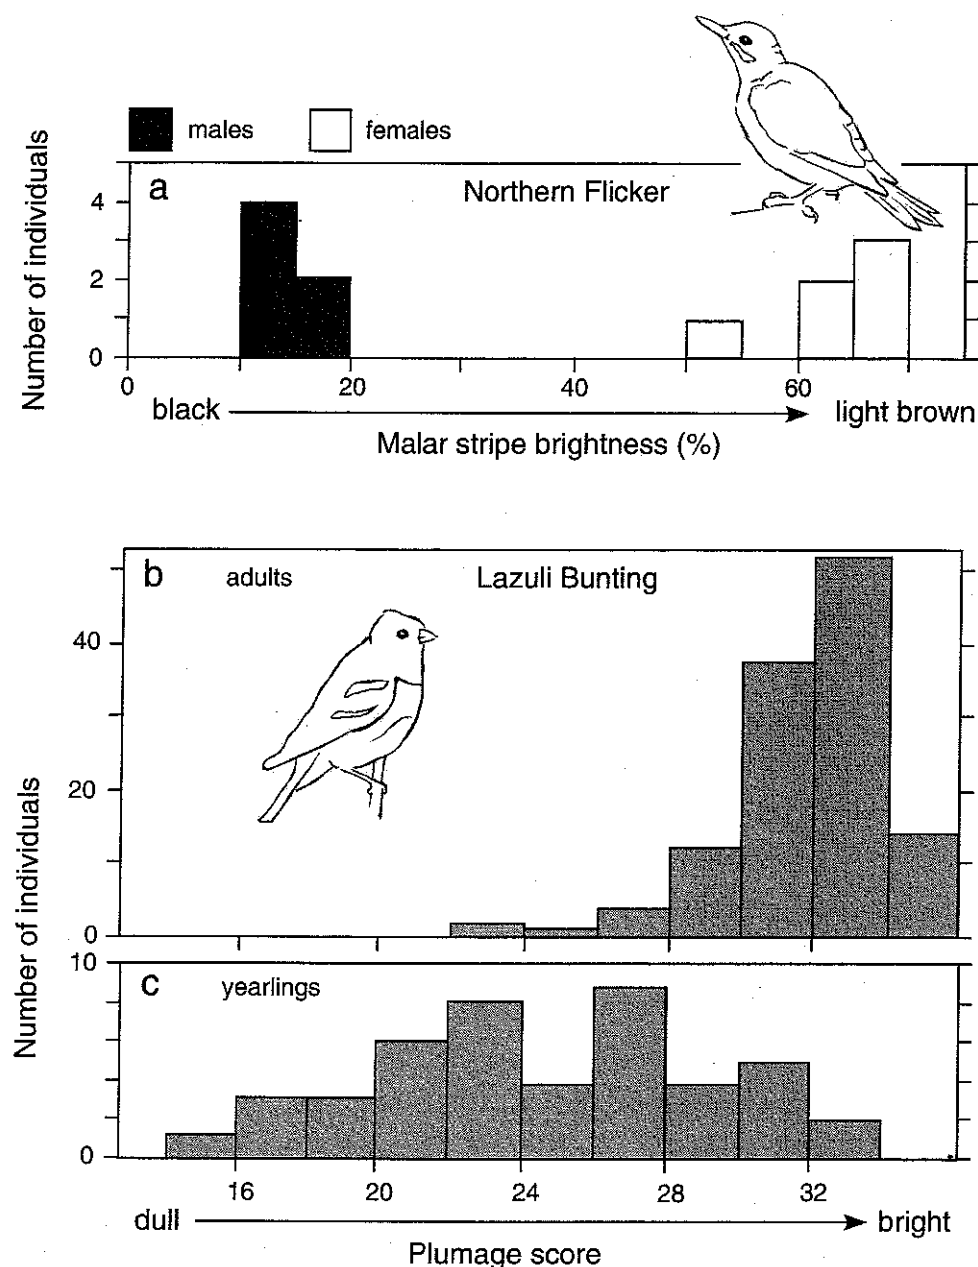 males females
Number of individuals
a Northern Flicker
4
2
0
0 20 40 60
black light brown
Malar stripe brightness (%)
b adults Lazuli Bunting
40
20
0
Number of individuals
10
c yearlings
0
16 20 24 28 32
dull bright
Plumage score